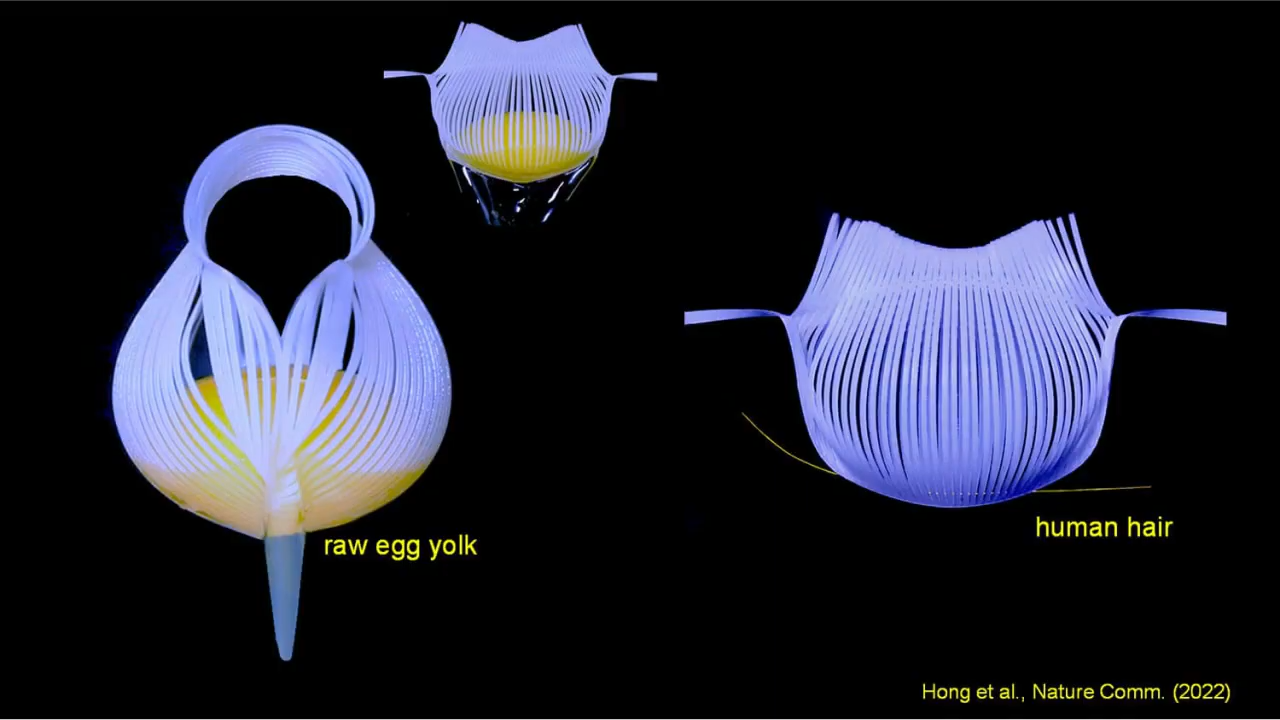 raw egg yolk
human hair
Hong et al., Nature Comm. (2022)